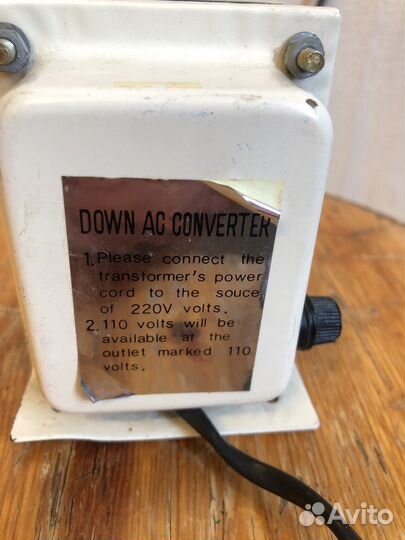 DOWN AC CONVERTER
1. Please connect the
transformer's power
cord to the souce
of 220V volts.
2. 110 volts will be
available at the
outlet marked 110
volts.
Avito